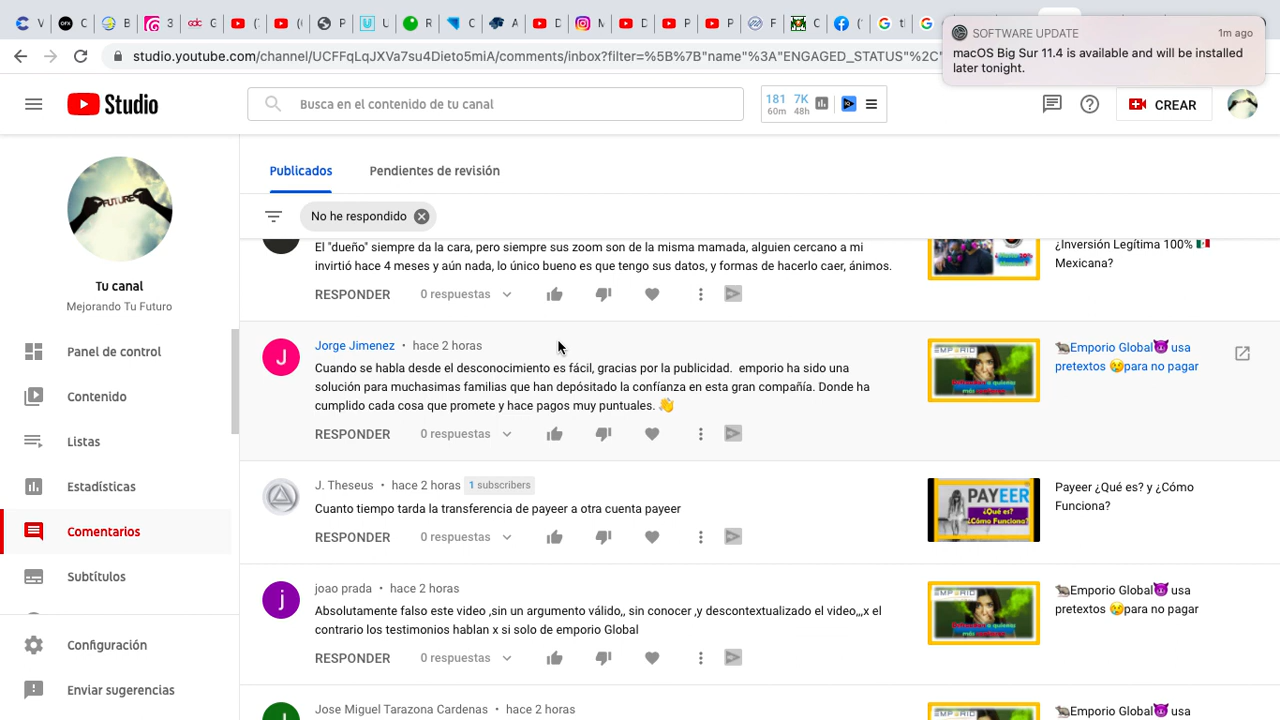 V
OFX
C
B
3
cdc
G
(
P
U
R
C
A
D
M
D
P
P
F
C
(
tl
SOFTWARE UPDATE
1m ago
macOS Big Sur 11.4 is available and will be installed
later tonight.
studio.youtube.com/channel/UCFFqLqJXVa7su4Dieto5miA/comments/inbox?filter=%5B%7B"name"%3A"ENGAGED_STATUS"%2C"
Studio
Busca en el contenido de tu canal
181 7K
60m 48h
CREAR
FUTURE
Tu canal
Mejorando Tu Futuro
Panel de control
Contenido
Listas
Estadísticas
Comentarios
Subtítulos
Configuración
Enviar sugerencias
Publicados
Pendientes de revisión
No he respondido
El "dueño" siempre da la cara, pero siempre sus zoom son de la misma mamada, alguien cercano a mi
invirtió hace 4 meses y aún nada, lo único bueno es que tengo sus datos, y formas de hacerlo caer, ánimos.
RESPONDER 0 respuestas
¿Inversión Legítima 100% 🇲🇽
Mexicana?
J
Jorge Jimenez • hace 2 horas
Cuando se habla desde el desconocimiento es fácil, gracias por la publicidad. emporio ha sido una
solución para muchasimas familias que han depósitado la confíanza en esta gran compañía. Donde ha
cumplido cada cosa que promete y hace pagos muy puntuales. 👋
RESPONDER 0 respuestas
🐀Emporio Global😈 usa
pretextos 😢para no pagar
J. Theseus • hace 2 horas 1 subscribers
Cuanto tiempo tarda la transferencia de payeer a otra cuenta payeer
RESPONDER 0 respuestas
PAYEER
¿Qué es?
¿Cómo Funciona?
Payeer ¿Qué es? y ¿Cómo
Funciona?
j
joao prada • hace 2 horas
Absolutamente falso este video ,sin un argumento válido,, sin conocer ,y descontextualizado el video,,,x el
contrario los testimonios hablan x si solo de emporio Global
RESPONDER 0 respuestas
🐀Emporio Global😈 usa
pretextos 😢para no pagar
Jose Miguel Tarazona Cardenas • hace 2 horas
🐀Emporio Global😈 usa